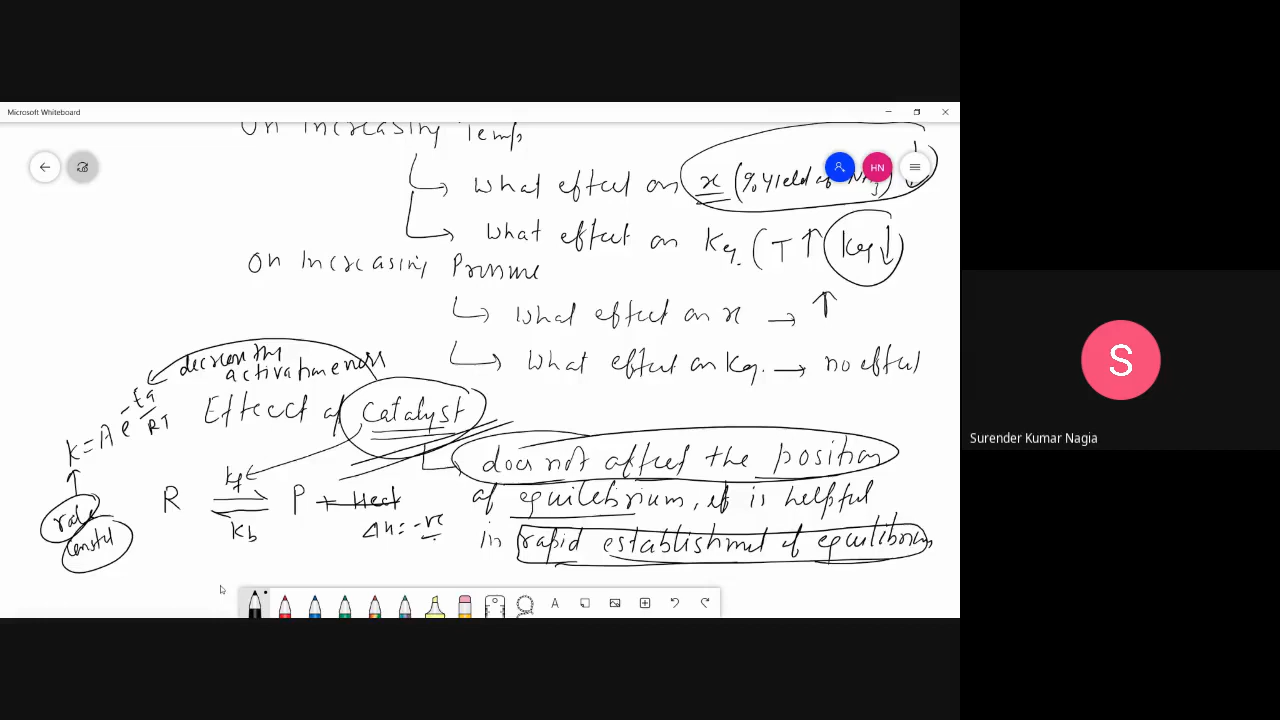 Microsoft Whiteboard
On increasing Temp
What effect on x (% yield of NH3) ↓
HN
What effect on Keq. (T ↑ Keq ↓)
On Increasing Pressure
What effect on x → ↑
What effect on Keq. → no effect
decrease the activation energy
k = A e -Ea/RT
Effect of Catalyst
does not affect the position
of equilibrium, it is helpful
in rapid establishment of equilibrium
R kf ⇌ kb P + Heat
ΔH = -ve
rate
constt
A
S
Surender Kumar Nagia